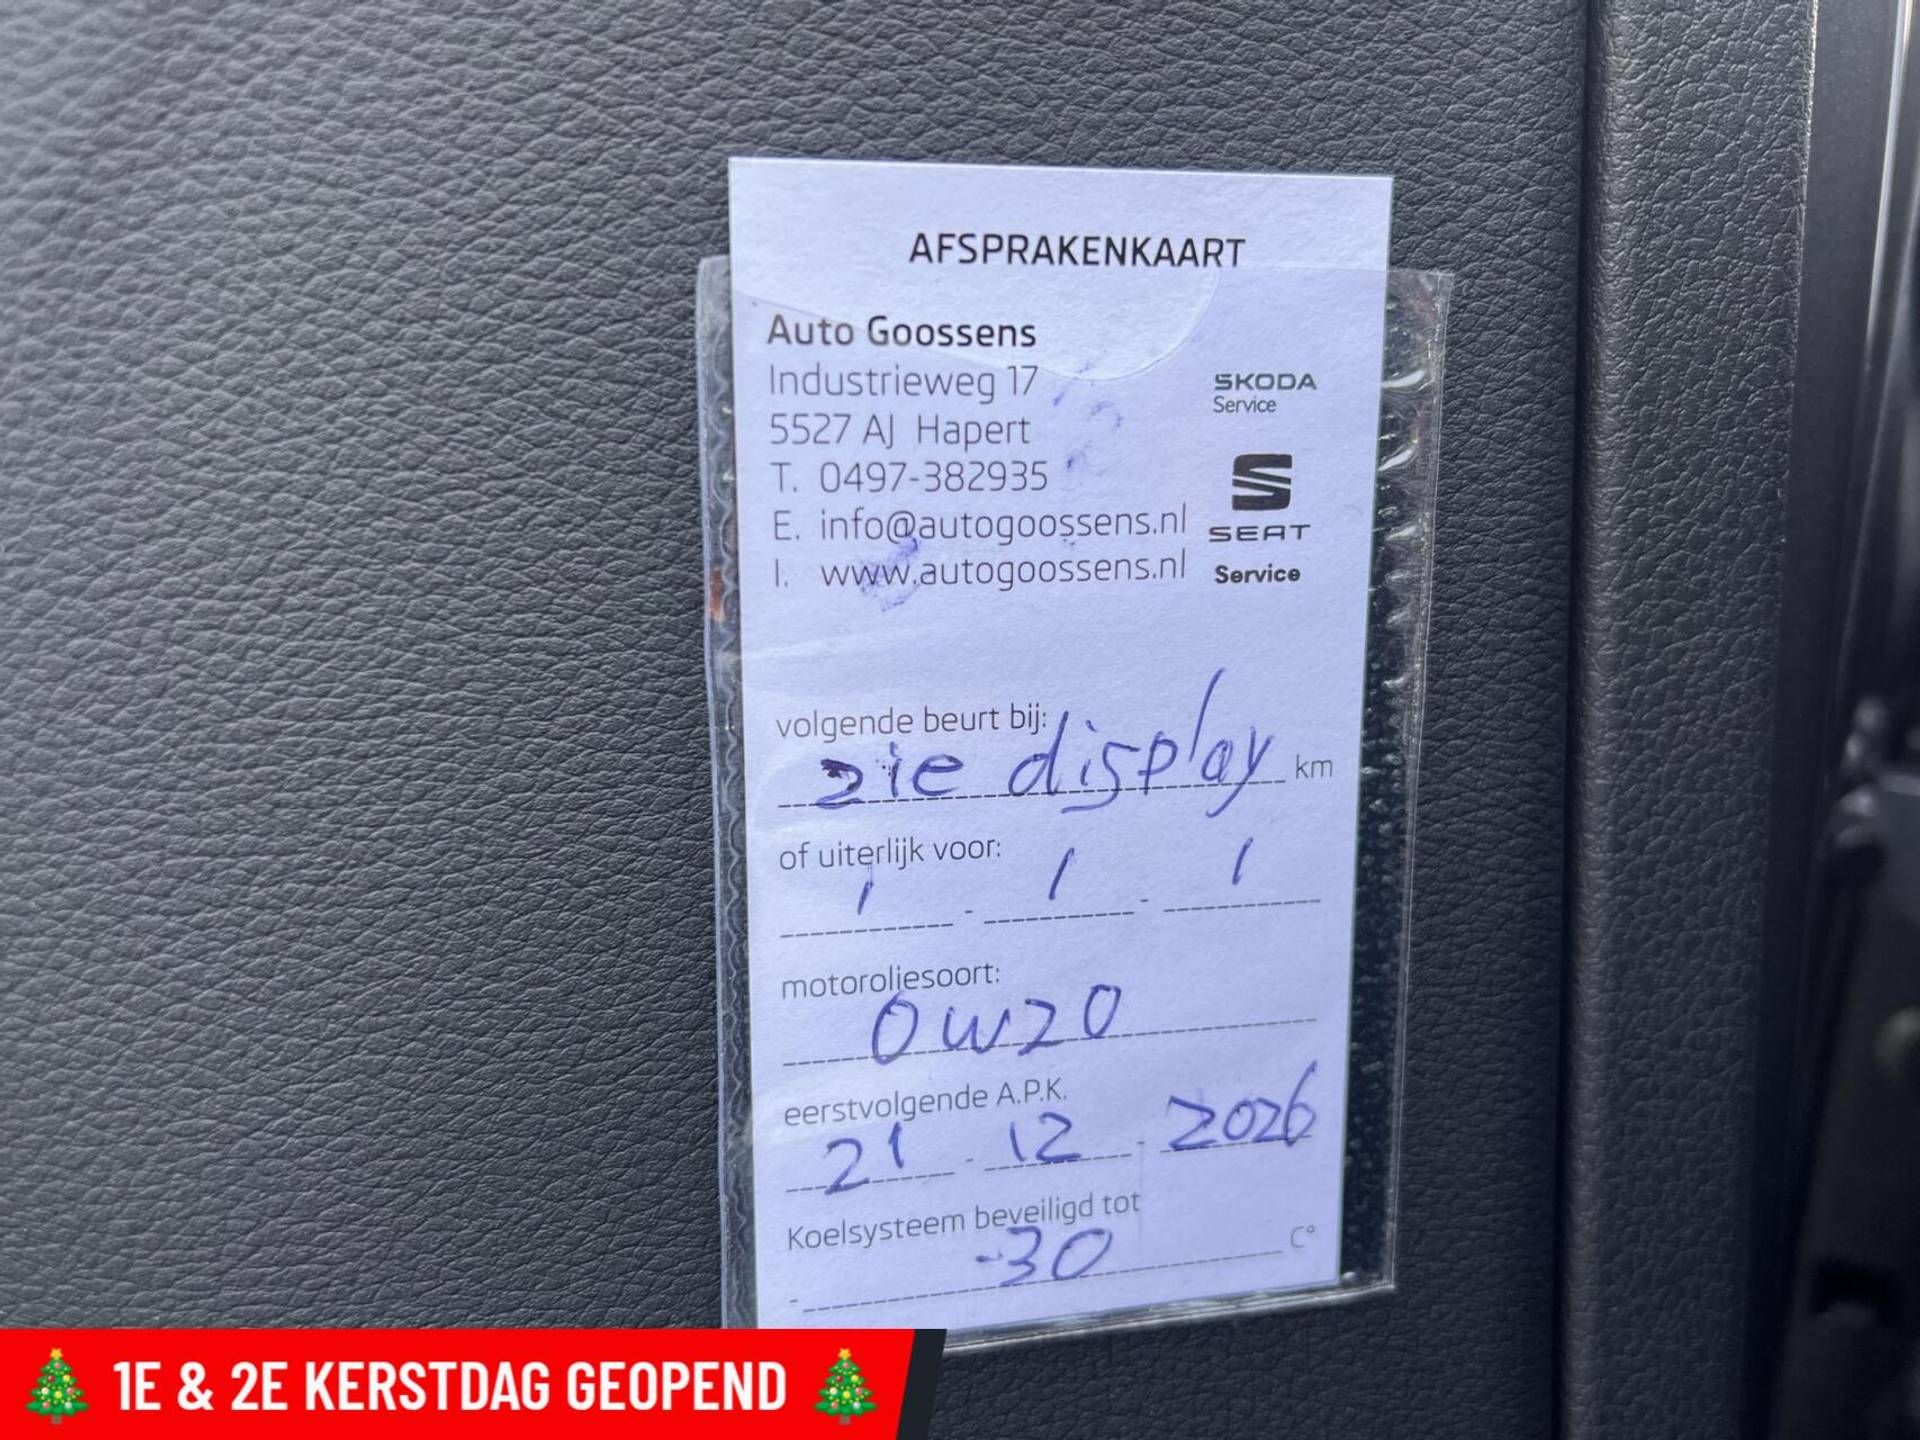 AFSPRAKENKAART
Auto Goossens
Industrieweg 17
5527 AJ Hapert
T. 0497-382935
E. info@autogoossens.nl
I. www.autogoossens.nl
ŠKODA
Service
SEAT
Service
volgende beurt bij:
zie display km
of uiterlijk voor:
/ - / - /
motoroliesoort:
0w20
eerstvolgende A.P.K.
21 - 12 - 2026
Koelsysteem beveiligd tot
- -30 C°
1E & 2E KERSTDAG GEOPEND